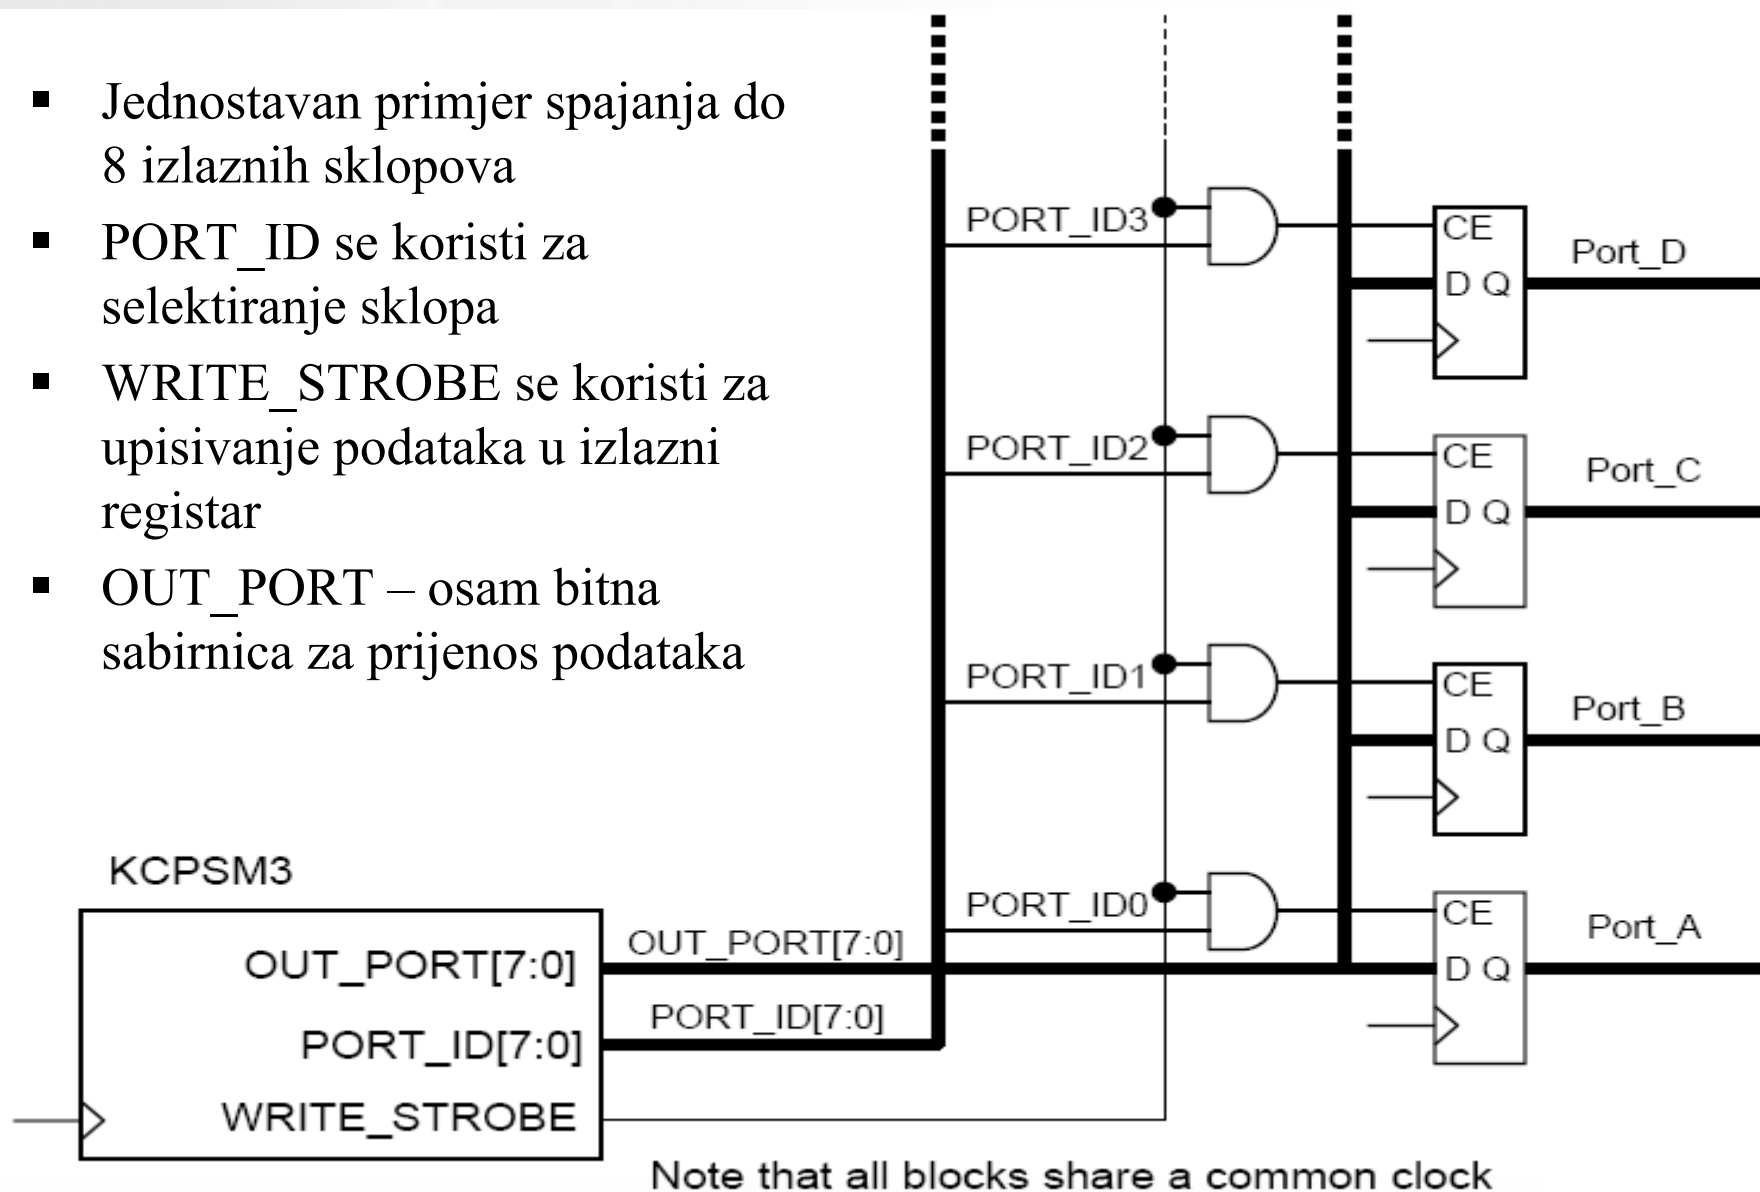 ▪ Jednostavan primjer spajanja do
8 izlaznih sklopova
▪ PORT_ID se koristi za
selektiranje sklopa
▪ WRITE_STROBE se koristi za
upisivanje podataka u izlazni
registar
▪ OUT_PORT – osam bitna
sabirnica za prijenos podataka
PORT_ID3
CE
D Q
Port_D
PORT_ID2
CE
D Q
Port_C
PORT_ID1
CE
D Q
Port_B
PORT_ID0
CE
D Q
Port_A
KCPSM3
OUT_PORT[7:0]
OUT_PORT[7:0]
PORT_ID[7:0]
PORT_ID[7:0]
WRITE_STROBE
Note that all blocks share a common clock